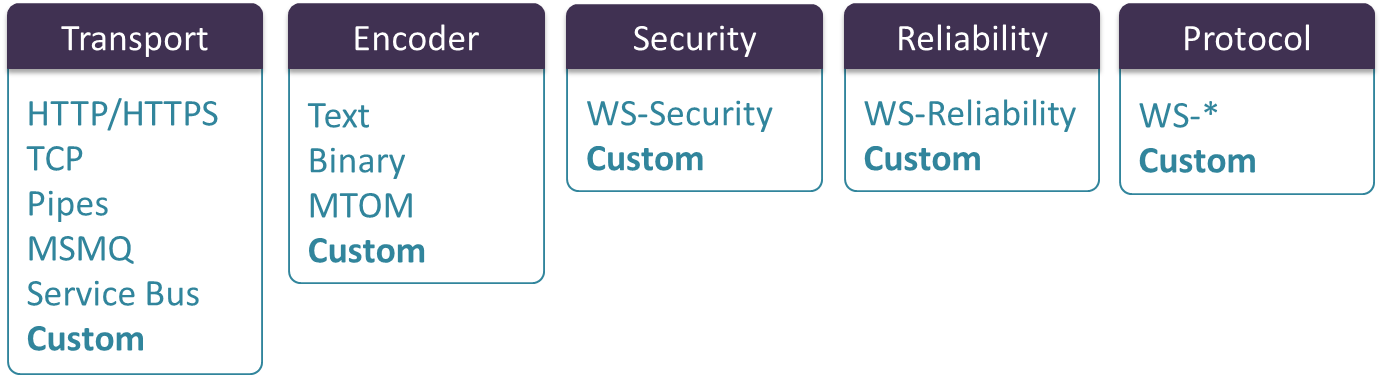 Transport
HTTP/HTTPS
TCP
Pipes
MSMQ
Service Bus
Custom
Encoder
Text
Binary
MTOM
Custom
Security
WS-Security
Custom
Reliability
WS-Reliability
Custom
Protocol
WS-*
Custom